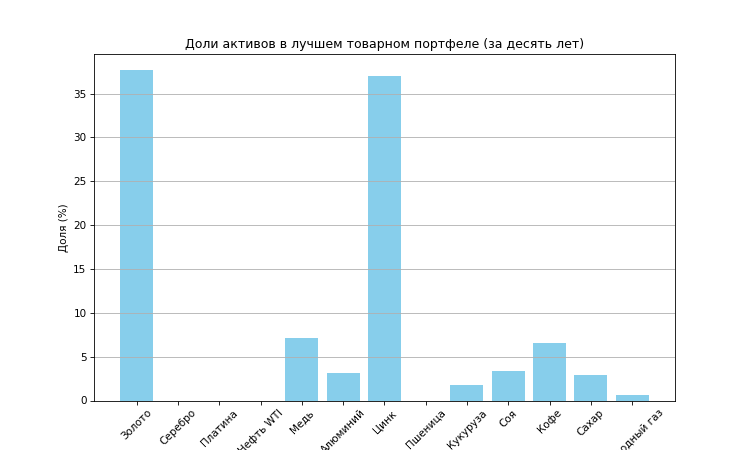 Доли активов в лучшем товарном портфеле (за десять лет)
Доля (%)
35
30
25
20
15
10
5
0
Золото
Серебро
Платина
Нефть WTI
Медь
Алюминий
Цинк
Пшеница
Кукуруза
Соя
Кофе
Сахар
газ